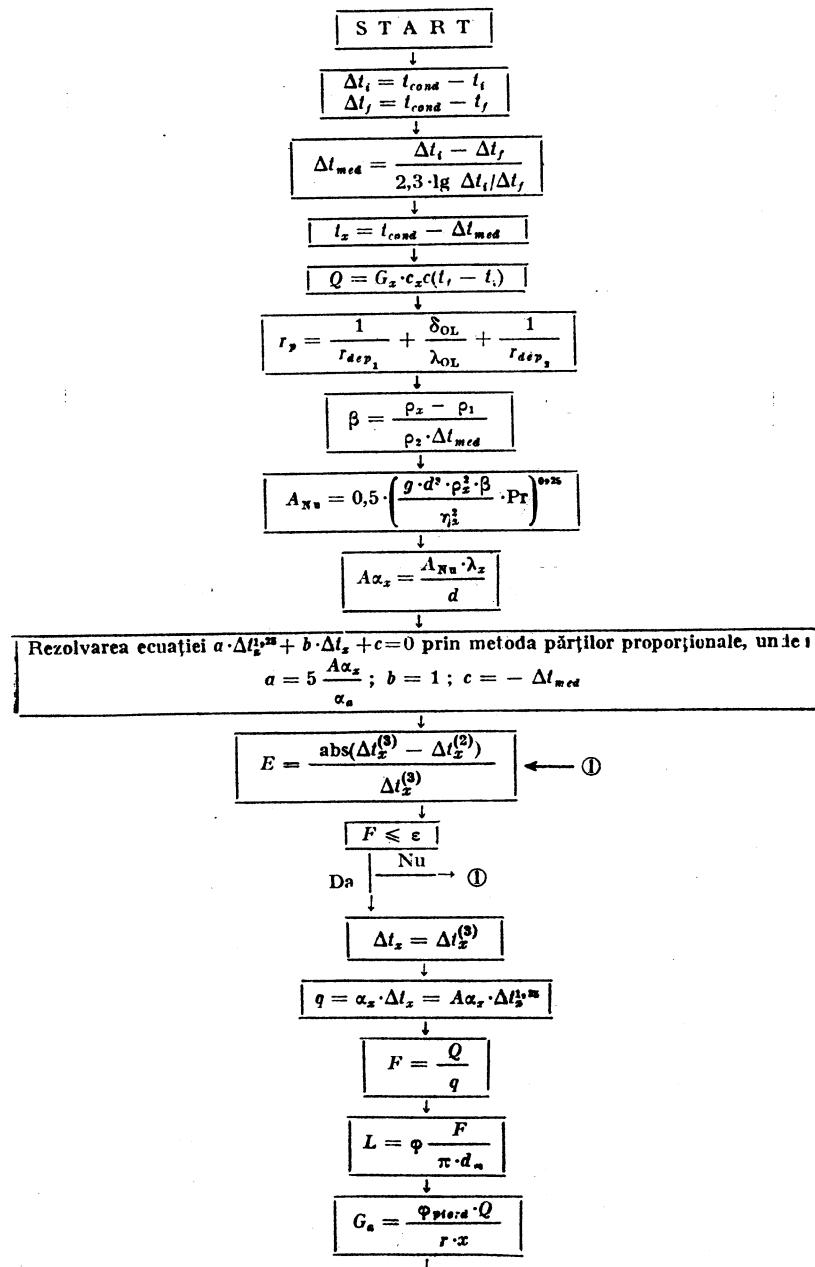 S T A R T
Δt_i = t_cond − t_i
Δt_f = t_cond − t_f
Δt_med = (Δt_i − Δt_f) / (2,3·lg Δt_i/Δt_f)
t_x = t_cond − Δt_med
Q = G_x·c_x c(t_f − t_i)
r_p = 1/r_dep₁ + δ_OL/λ_OL + 1/r_dep₂
β = (ρ_x − ρ_1) / (ρ_2·Δt_med)
A_Nu = 0,5·(g·d³·ρ_x²·β / η_x² ·Pr)^0,25
Aα_x = A_Nu·λ_x / d
Rezolvarea ecuației a·Δt_x^1,25 + b·Δt_x + c=0 prin metoda părților proporționale, unde:
a = 5 Aα_x/α_a ; b = 1 ; c = − Δt_med
E = abs(Δt_x^(3) − Δt_x^(2)) / Δt_x^(3) ← ①
F ⩽ ε
Nu
Da → ①
Δt_x = Δt_x^(3)
q = α_x·Δt_x = Aα_x·Δt_x^1,25
F = Q/q
L = φ F/(π·d_m)
G_a = φ_pierd·Q / (r·x)